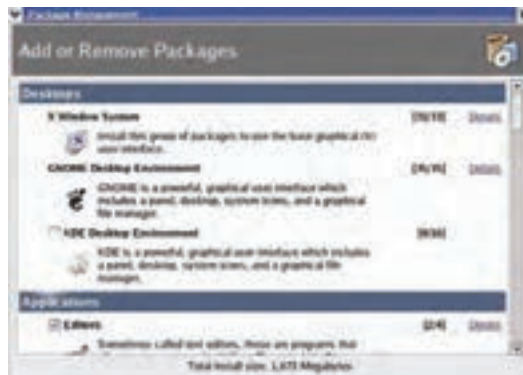 Package Management
Add or Remove Packages
Desktops
X Window System Details
Install this group of packages to use the base graphical (X)
user interface.
GNOME Desktop Environment Details
GNOME is a powerful, graphical user interface which
includes a panel, desktop, system icons, and a graphical
file manager.
KDE Desktop Environment
KDE is a powerful, graphical user interface which includes
a panel, desktop, system icons, and a graphical file
manager.
Applications
Editors [2/4] Details
Sometimes called text editors, these are programs that
Total install size: Megabytes